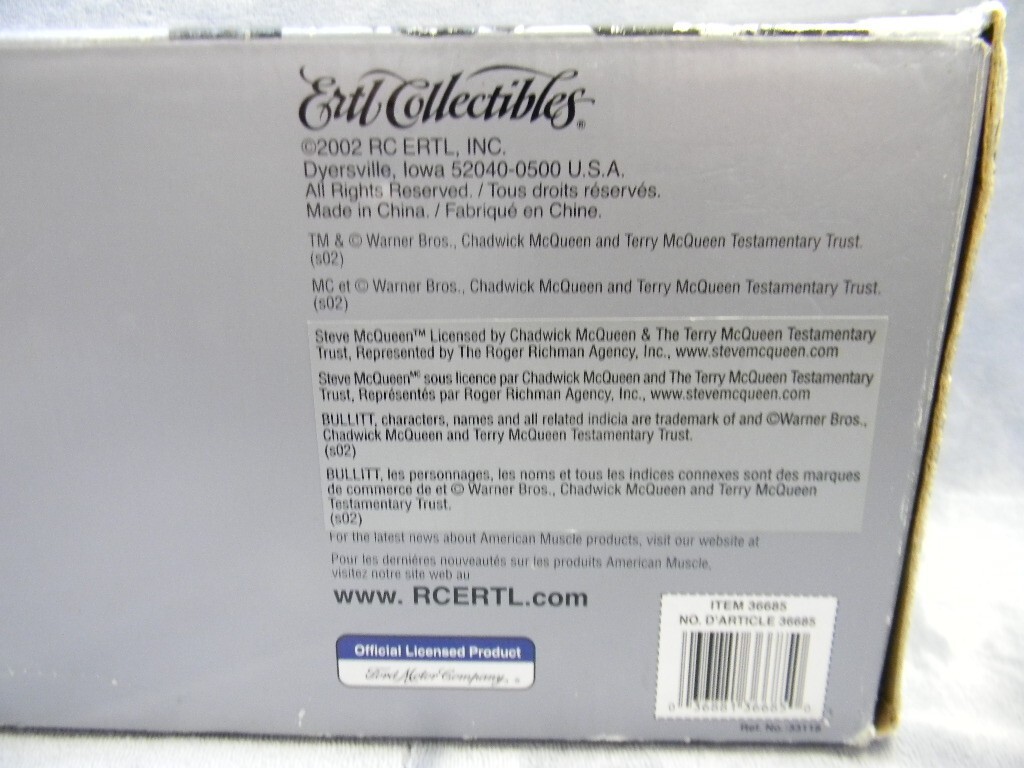 Ertl Collectibles®
©2002 RC ERTL, INC.
Dyersville, Iowa 52040-0500 U.S.A.
All Rights Reserved. / Tous droits réservés.
Made in China. / Fabriqué en Chine.
TM & © Warner Bros., Chadwick McQueen and Terry McQueen Testamentary Trust.
(s02)
MC et © Warner Bros., Chadwick McQueen and Terry McQueen Testamentary Trust.
(s02)
Steve McQueen™ Licensed by Chadwick McQueen & The Terry McQueen Testamentary
Trust, Represented by The Roger Richman Agency, Inc., www.stevemcqueen.com
Steve McQueenᴹᶜ sous licence par Chadwick McQueen and The Terry McQueen Testamentary
Trust, Représentés par Roger Richman Agency, Inc., www.stevemcqueen.com
BULLITT, characters, names and all related indicia are trademark of and ©Warner Bros.,
Chadwick McQueen and Terry McQueen Testamentary Trust.
(s02)
BULLITT, les personnages, les noms et tous les indices connexes sont des marques
de commerce de et © Warner Bros., Chadwick McQueen and Terry McQueen
Testamentary Trust.
(s02)
For the latest news about American Muscle products, visit our website at
Pour les derniéres nouveautés sur les produits American Muscle,
visitez notre site web au
www. RCERTL.com
Official Licensed Product
Ford Motor Company
ITEM 36685
NO. D'ARTICLE 36685
0 36881 36685 0
Ref. No.